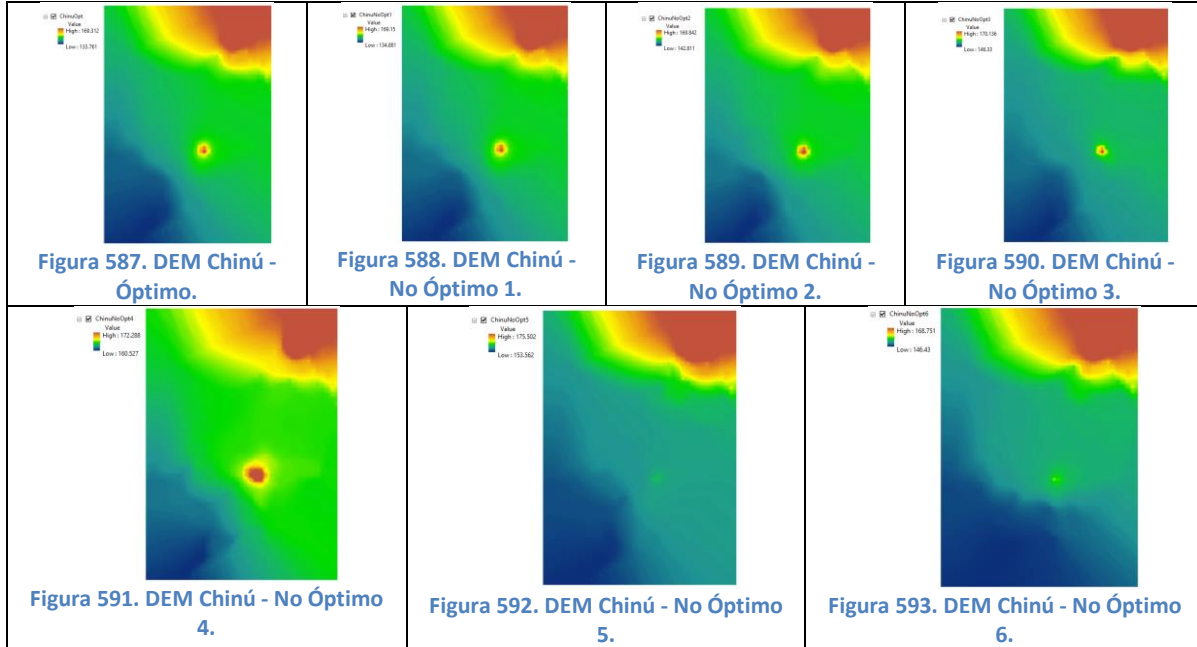 ChinuOpt
Value
High : 169.312
Low : 133.761
Figura 587. DEM Chinú -
Óptimo.
ChinuNoOpt1
Value
High : 169.15
Low : 134.881
Figura 588. DEM Chinú -
No Óptimo 1.
ChinuNoOpt2
Value
High : 169.842
Low : 142.811
Figura 589. DEM Chinú -
No Óptimo 2.
ChinuNoOpt3
Value
High : 170.136
Low : 148.33
Figura 590. DEM Chinú -
No Óptimo 3.
ChinuNoOpt4
Value
High : 172.288
Low : 160.527
Figura 591. DEM Chinú - No Óptimo
4.
ChinuNoOpt5
Value
High : 175.502
Low : 153.562
Figura 592. DEM Chinú - No Óptimo
5.
ChinuNoOpt6
Value
High : 168.751
Low : 146.43
Figura 593. DEM Chinú - No Óptimo
6.